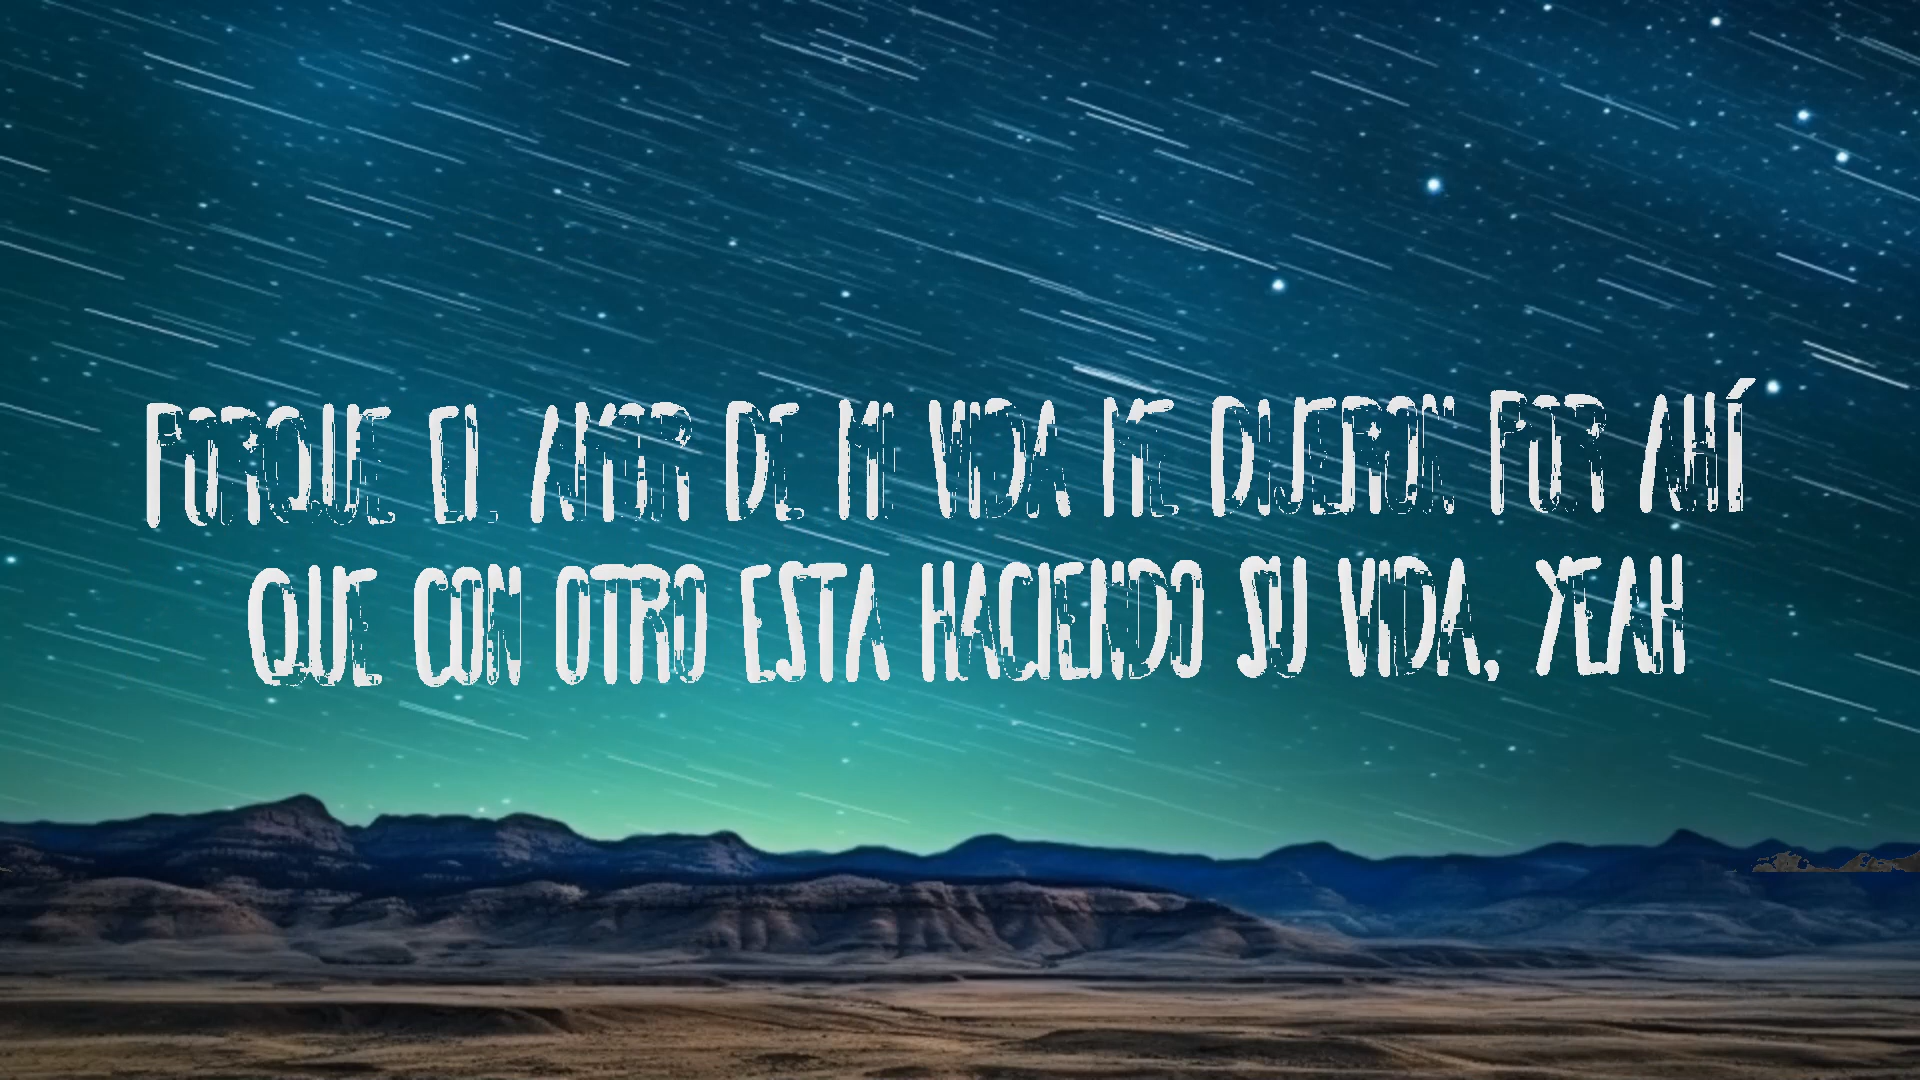 PORQUE EL AMOR DE MI VIDA ME DIJERON POR AHÍ
QUE CON OTRO ESTA HACIENDO SU VIDA, YEAH